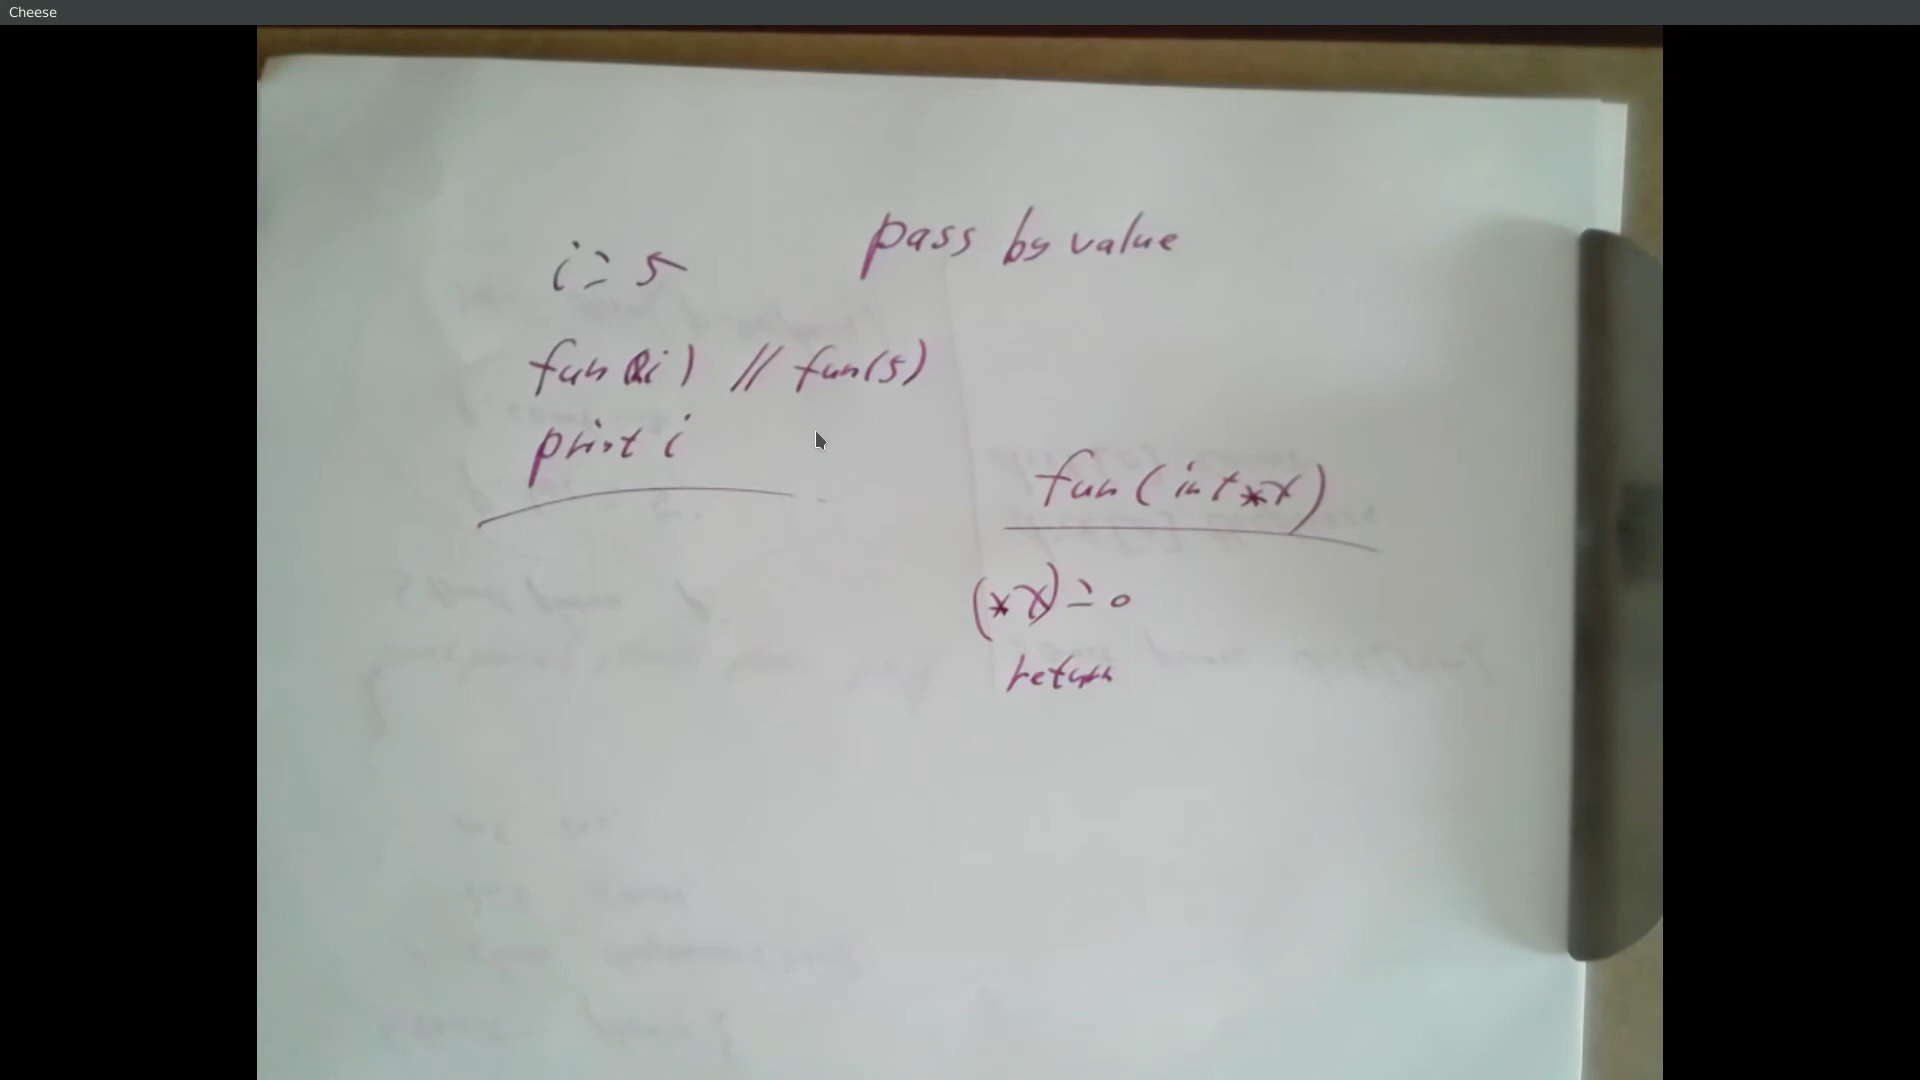 Cheese
pass by value
i = 5
fun(&i) // fun(5)
print i
fun(int *x)
(*x) = 0
return